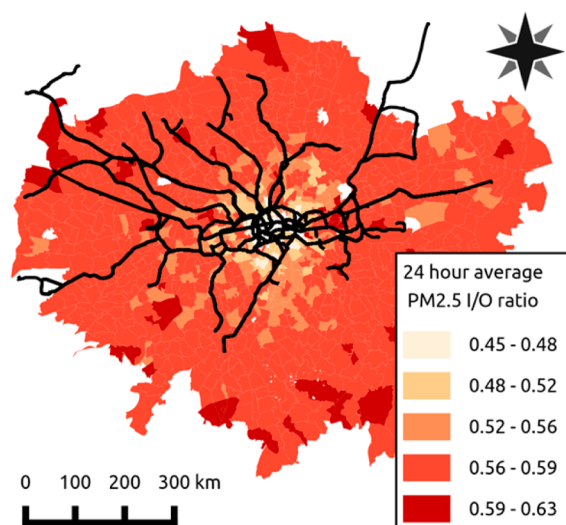 24 hour average
PM2.5 I/O ratio
0.45 - 0.48
0.48 - 0.52
0.52 - 0.56
0.56 - 0.59
0.59 - 0.63
0 100 200 300 km